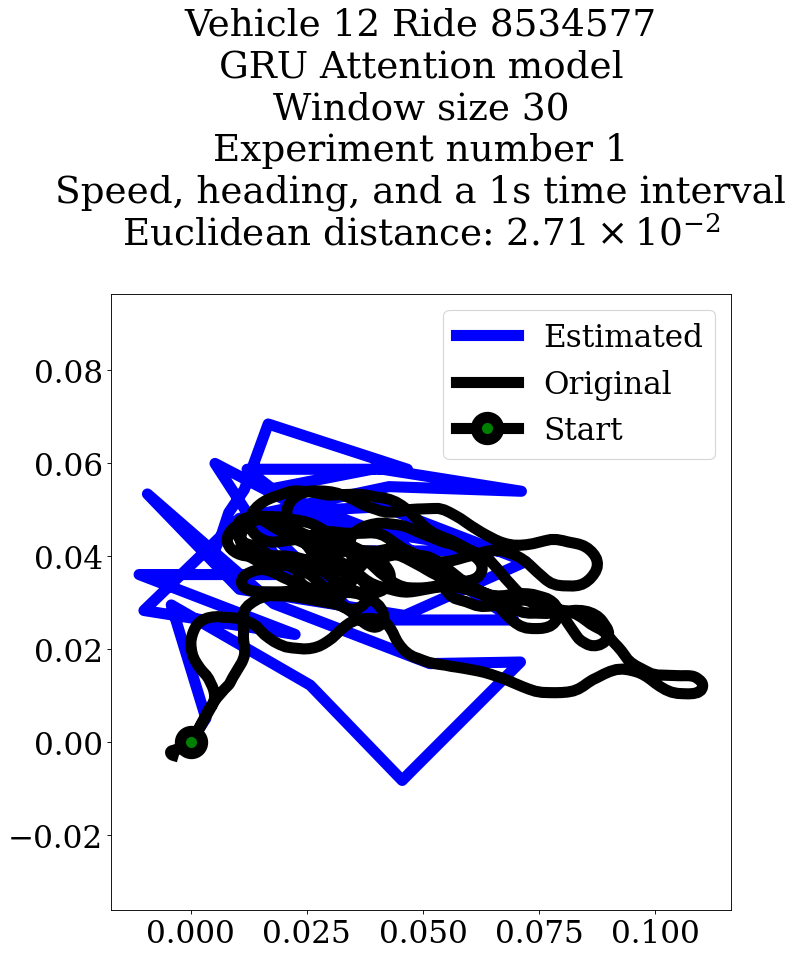 Vehicle 12 Ride 8534577
GRU Attention model
Window size 30
Experiment number 1
Speed, heading, and a 1s time interval
Euclidean distance: 2.71 × 10⁻²
Estimated
Original
Start
0.08
0.06
0.04
0.02
0.00
−0.02
0.000 0.025 0.050 0.075 0.100